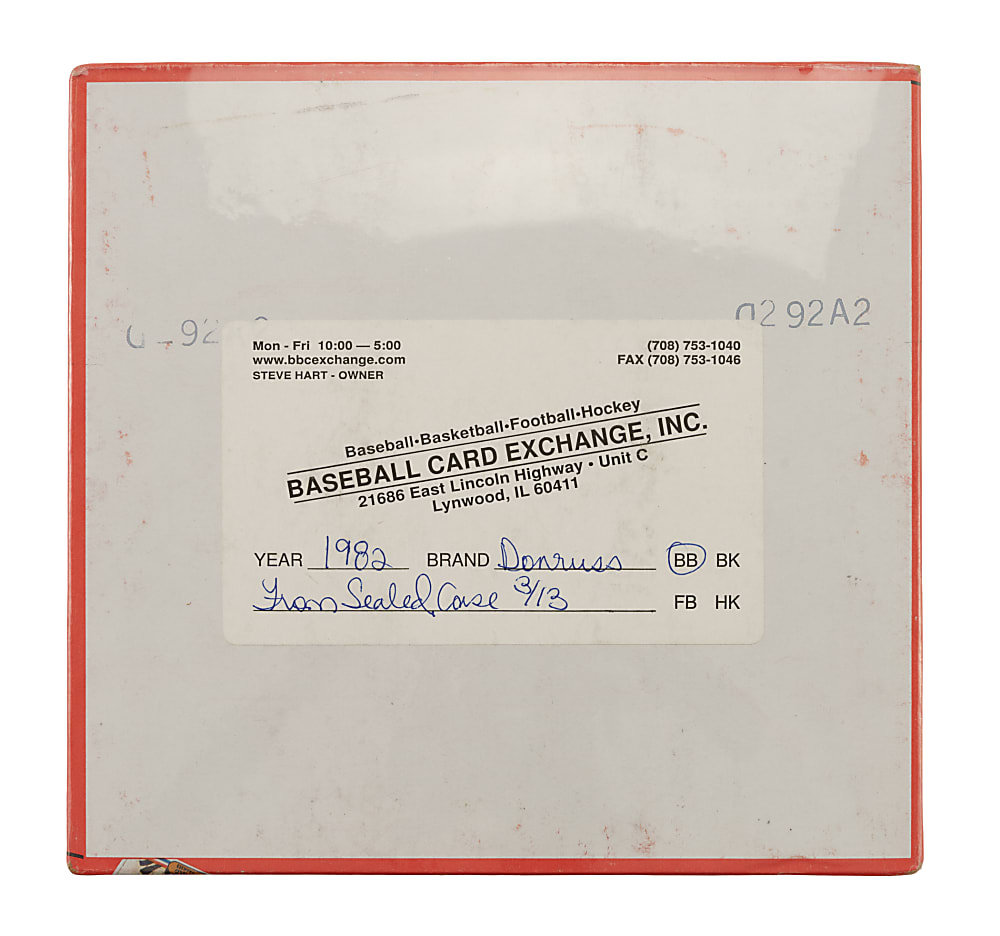 0292A2
92
Mon - Fri 10:00 — 5:00 (708) 753-1040
www.bbcexchange.com FAX (708) 753-1046
STEVE HART - OWNER
Baseball•Basketball•Football•Hockey
BASEBALL CARD EXCHANGE, INC.
21686 East Lincoln Highway • Unit C
Lynwood, IL 60411
YEAR 1982 BRAND Donruss BB BK
From Sealed Case 3/13 FB HK